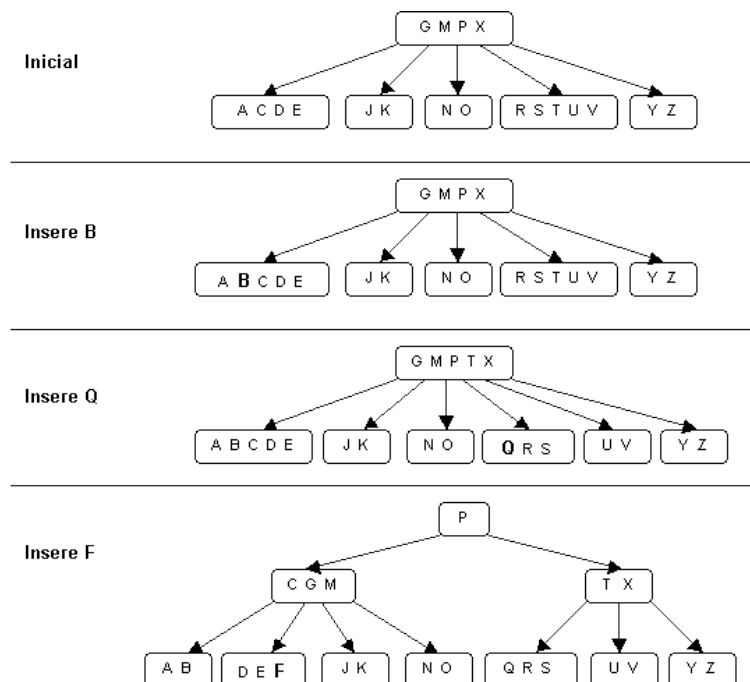 G M P X
Inicial
A C D E
J K
N O
R S T U V
Y Z
G M P X
Insere B
A B C D E
J K
N O
R S T U V
Y Z
G M P T X
Insere Q
A B C D E
J K
N O
Q R S
U V
Y Z
P
Insere F
C G M
T X
A B
D E F
J K
N O
Q R S
U V
Y Z